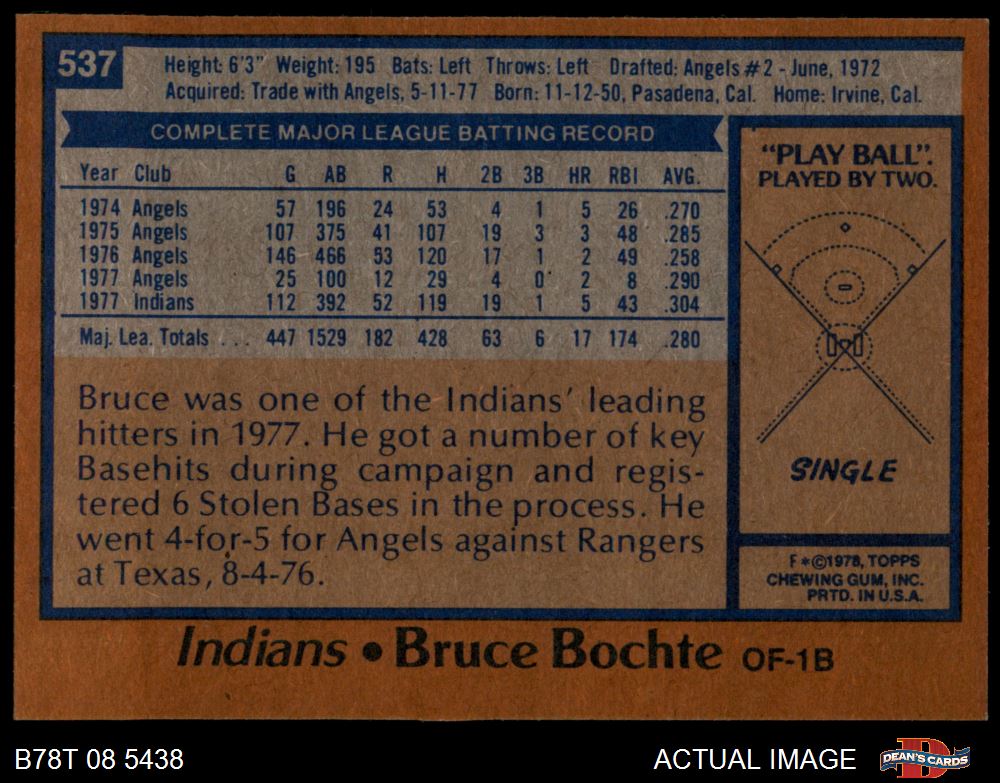 537
Height: 6'3" Weight: 195 Bats: Left Throws: Left Drafted: Angels #2 - June, 1972
Acquired: Trade with Angels, 5-11-77 Born: 11-12-50, Pasadena, Cal. Home: Irvine, Cal.
COMPLETE MAJOR LEAGUE BATTING RECORD
Year Club G AB R H 2B 3B HR RBI AVG.
1974 Angels 57 196 24 53 4 1 5 26 .270
1975 Angels 107 375 41 107 19 3 3 48 .285
1976 Angels 146 466 53 120 17 1 2 49 .258
1977 Angels 25 100 12 29 4 0 2 8 .290
1977 Indians 112 392 52 119 19 1 5 43 .304
Maj. Lea. Totals . . . 447 1529 182 428 63 6 17 174 .280
Bruce was one of the Indians' leading
hitters in 1977. He got a number of key
Basehits during campaign and regis-
tered 6 Stolen Bases in the process. He
went 4-for-5 for Angels against Rangers
at Texas, 8-4-76.
"PLAY BALL".
PLAYED BY TWO.
SINGLE
F*©1978, TOPPS
CHEWING GUM, INC.
PRTD. IN U.S.A.
Indians • Bruce Bochte OF-1B
B78T 08 5438
ACTUAL IMAGE
D
DEAN'S CARDS